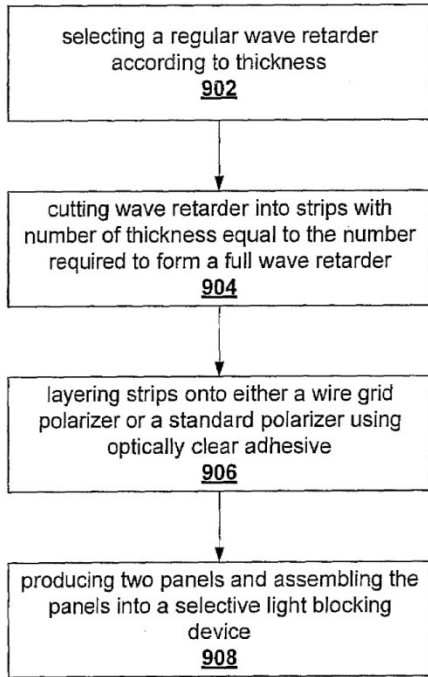 selecting a regular wave retarder
according to thickness
902
cutting wave retarder into strips with
number of thickness equal to the number
required to form a full wave retarder
904
layering strips onto either a wire grid
polarizer or a standard polarizer using
optically clear adhesive
906
producing two panels and assembling the
panels into a selective light blocking
device
908